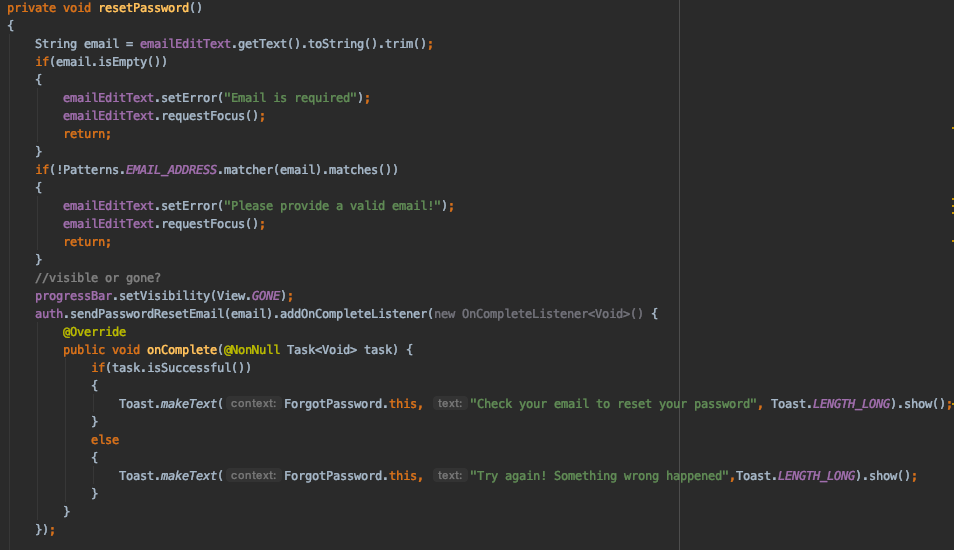 private void resetPassword()
{
String email = emailEditText.getText().toString().trim();
if(email.isEmpty())
{
emailEditText.setError("Email is required");
emailEditText.requestFocus();
return;
}
if(!Patterns.EMAIL_ADDRESS.matcher(email).matches())
{
emailEditText.setError("Please provide a valid email!");
emailEditText.requestFocus();
return;
}
//visible or gone?
progressBar.setVisibility(View.GONE);
auth.sendPasswordResetEmail(email).addOnCompleteListener(new OnCompleteListener<Void>() {
@Override
public void onComplete(@NonNull Task<Void> task) {
if(task.isSuccessful())
{
Toast.makeText( context: ForgotPassword.this, text: "Check your email to reset your password", Toast.LENGTH_LONG).show();
}
else
{
Toast.makeText( context: ForgotPassword.this, text: "Try again! Something wrong happened",Toast.LENGTH_LONG).show();
}
}
});